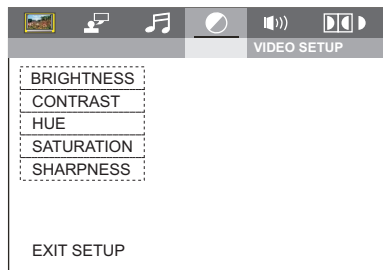 VIDEO SETUP
BRIGHTNESS
CONTRAST
HUE
SATURATION
SHARPNESS
EXIT SETUP